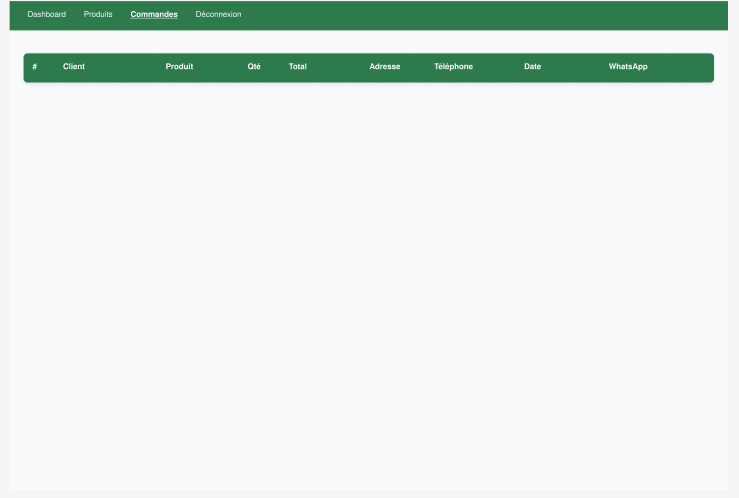 Dashboard Produits Commandes Déconnexion
# Client Produit Qté Total Adresse Téléphone Date WhatsApp